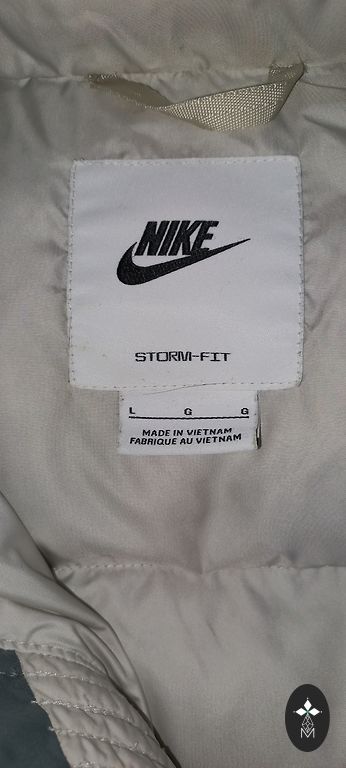 NIKE
STORM-FIT
L G G
MADE IN VIETNAM
FABRIQUE AU VIETNAM
M